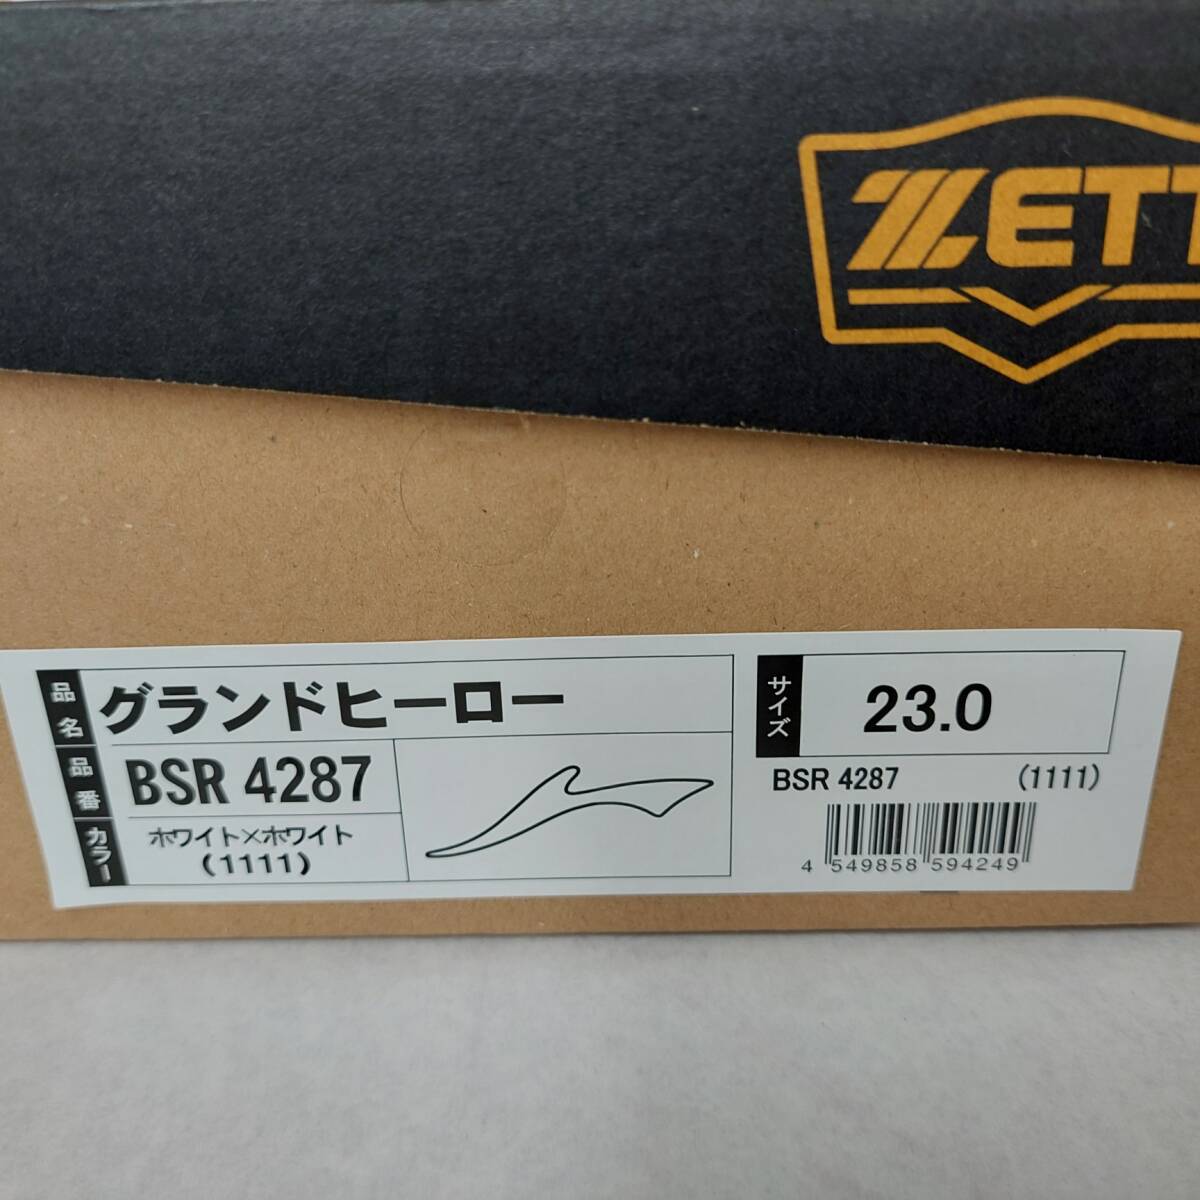 ZETT
品名
グランドヒーロー
品番
BSR 4287
カラー
ホワイト×ホワイト
(1111)
サイズ
23.0
BSR 4287 (1111)
4 549858 594249